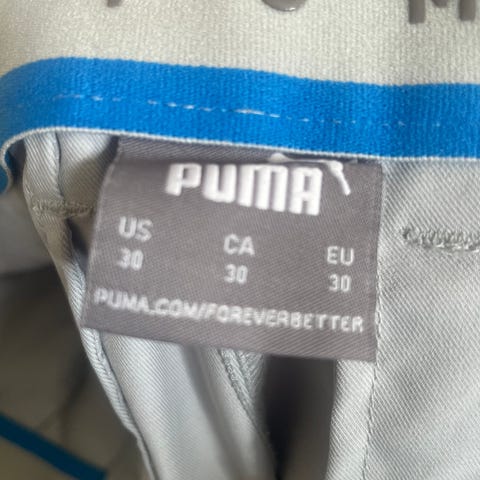 PUMA
US CA EU
30 30 30
PUMA.COM/FOREVERBETTER